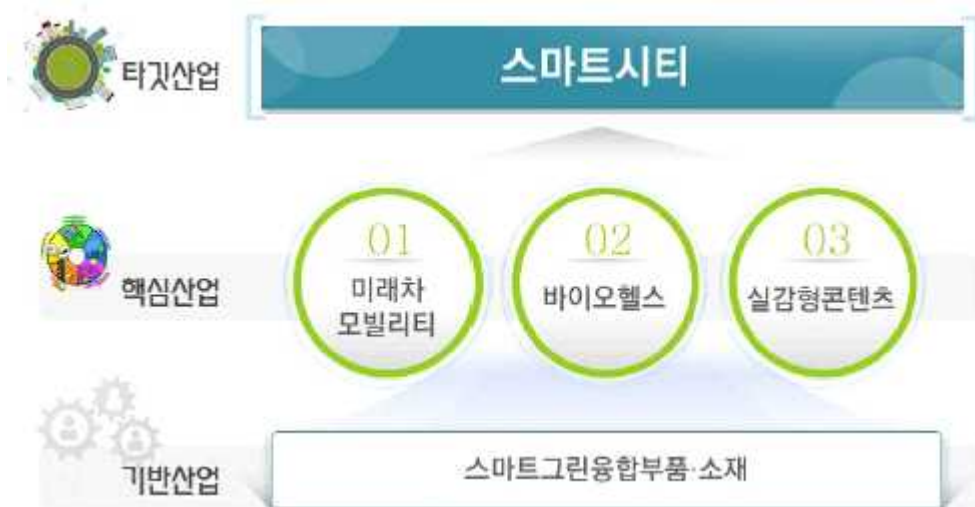 타깃산업
스마트시티
핵심산업
01
미래차
모빌리티
02
바이오헬스
03
실감형콘텐츠
기반산업
스마트그린융합부품·소재